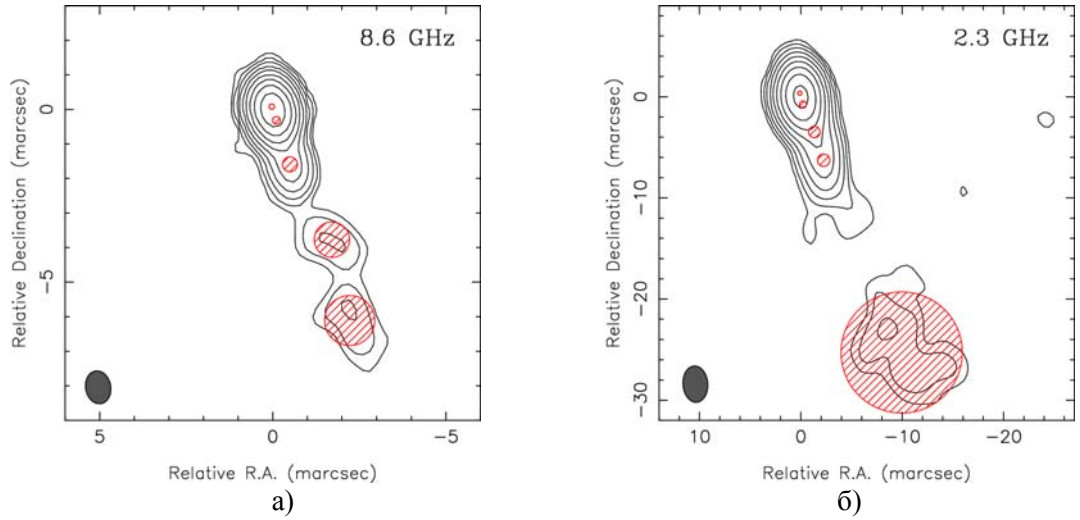 8.6 GHz
Relative Declination (marcsec)
0
−5
5
0
−5
Relative R.A. (marcsec)
а)
2.3 GHz
Relative Declination (marcsec)
0
−10
−20
−30
10
0
−10
−20
Relative R.A. (marcsec)
б)